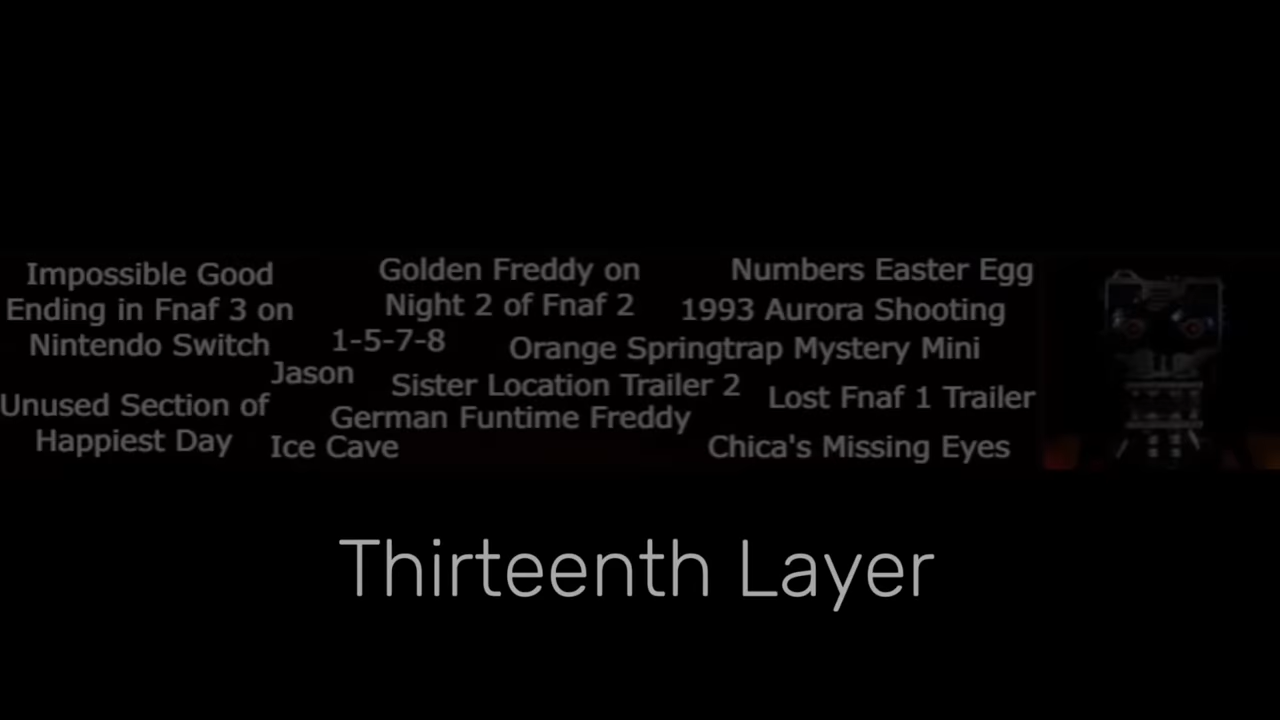 Impossible Good
Ending in Fnaf 3 on
Nintendo Switch
Golden Freddy on
Night 2 of Fnaf 2
Numbers Easter Egg
1993 Aurora Shooting
1-5-7-8
Orange Springtrap Mystery Mini
Jason
Sister Location Trailer 2
Lost Fnaf 1 Trailer
Unused Section of
Happiest Day
German Funtime Freddy
Ice Cave
Chica's Missing Eyes
Thirteenth Layer